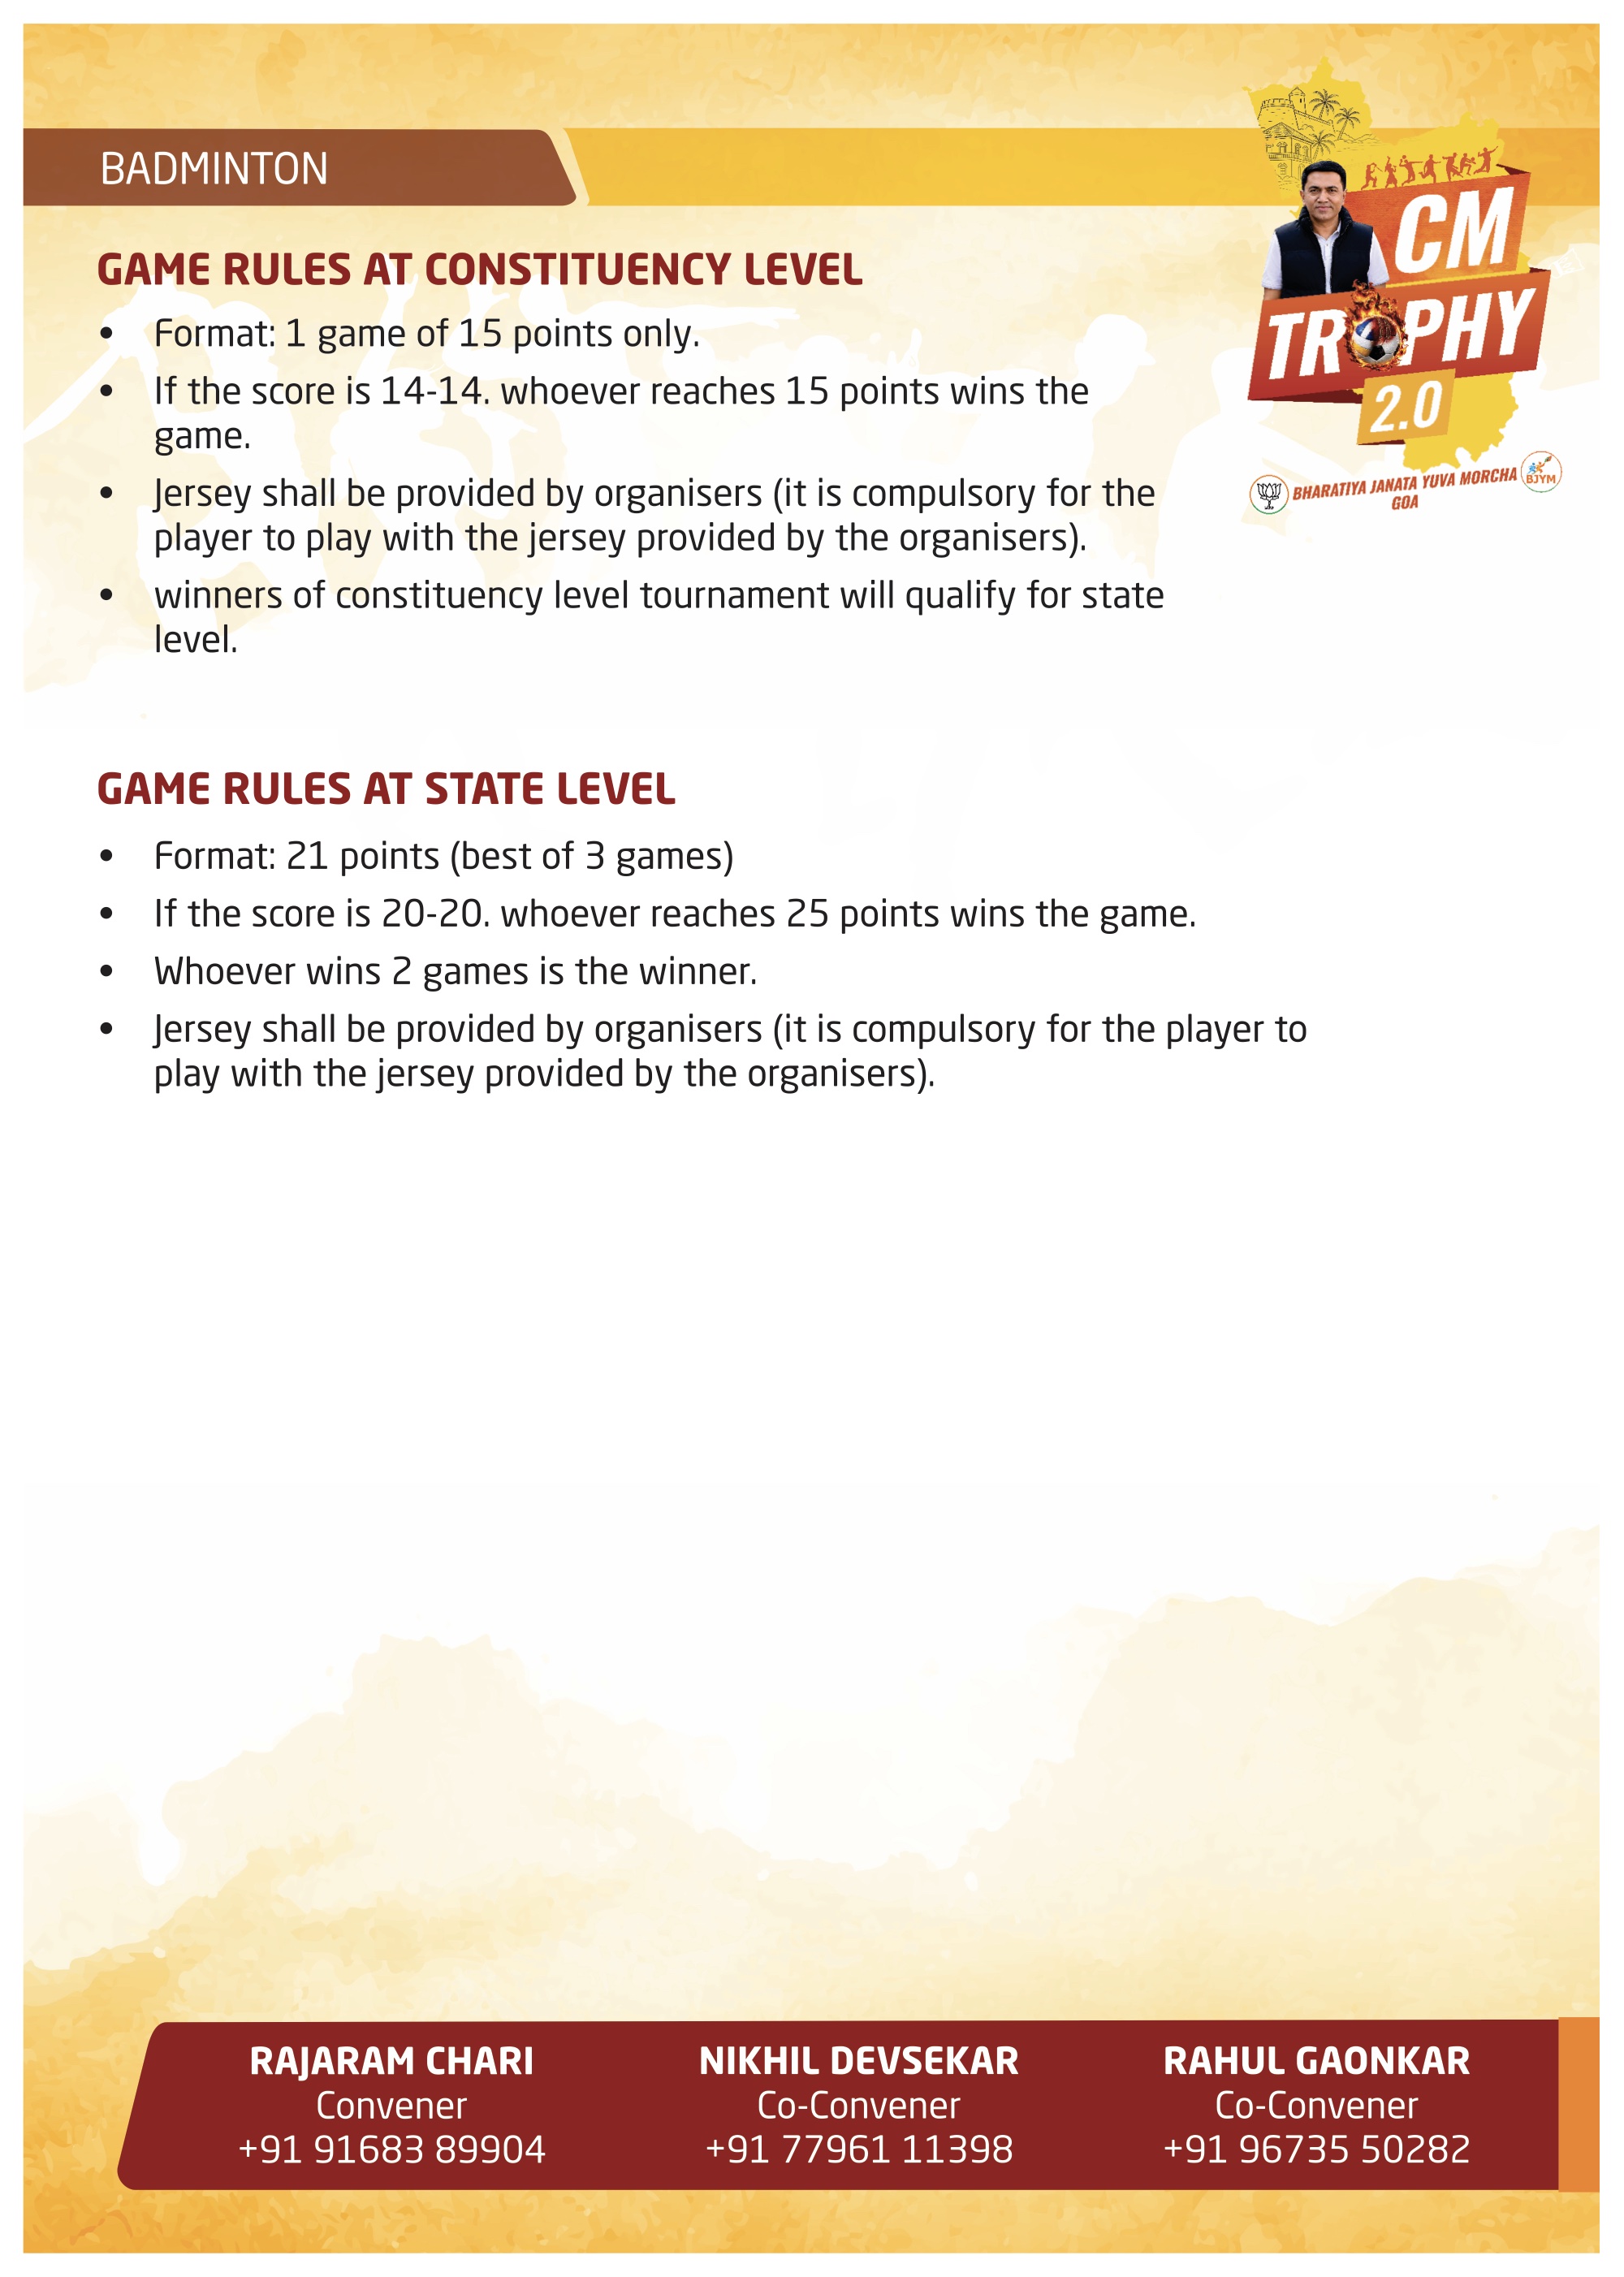 BADMINTON
CM
TROPHY
2.0
BHARATIYA JANATA YUVA MORCHA
GOA
BJYM
GAME RULES AT CONSTITUENCY LEVEL
• Format: 1 game of 15 points only.
• If the score is 14-14. whoever reaches 15 points wins the
game.
• Jersey shall be provided by organisers (it is compulsory for the
player to play with the jersey provided by the organisers).
• winners of constituency level tournament will qualify for state
level.
GAME RULES AT STATE LEVEL
• Format: 21 points (best of 3 games)
• If the score is 20-20. whoever reaches 25 points wins the game.
• Whoever wins 2 games is the winner.
• Jersey shall be provided by organisers (it is compulsory for the player to
play with the jersey provided by the organisers).
RAJARAM CHARI
Convener
+91 91683 89904
NIKHIL DEVSEKAR
Co-Convener
+91 77961 11398
RAHUL GAONKAR
Co-Convener
+91 96735 50282